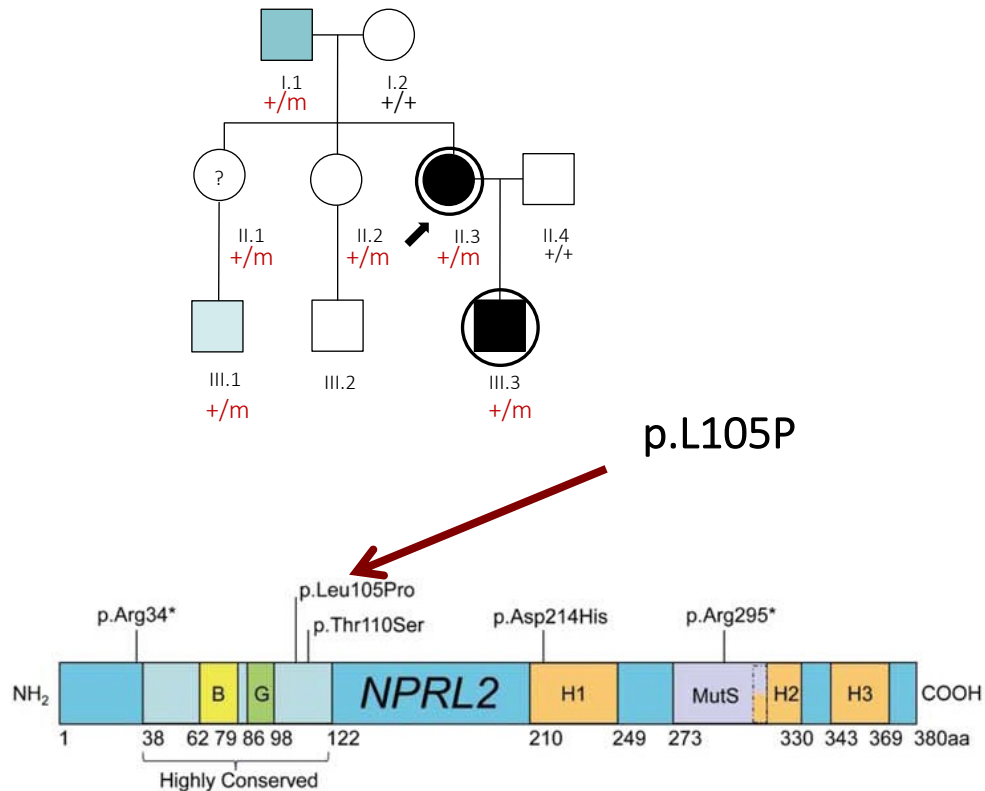 I.1
I.2
+/m
+/+
?
II.1
II.2
II.3
II.4
+/m
+/m
+/m
+/+
III.1
III.2
III.3
+/m
+/m
p.L105P
p.Leu105Pro
p.Arg34*
p.Thr110Ser
p.Asp214His
p.Arg295*
NH2
B
G
NPRL2
H1
MutS
H2
H3
COOH
1 38 62 79 86 98 122 210 249 273 330 343 369 380aa
Highly Conserved